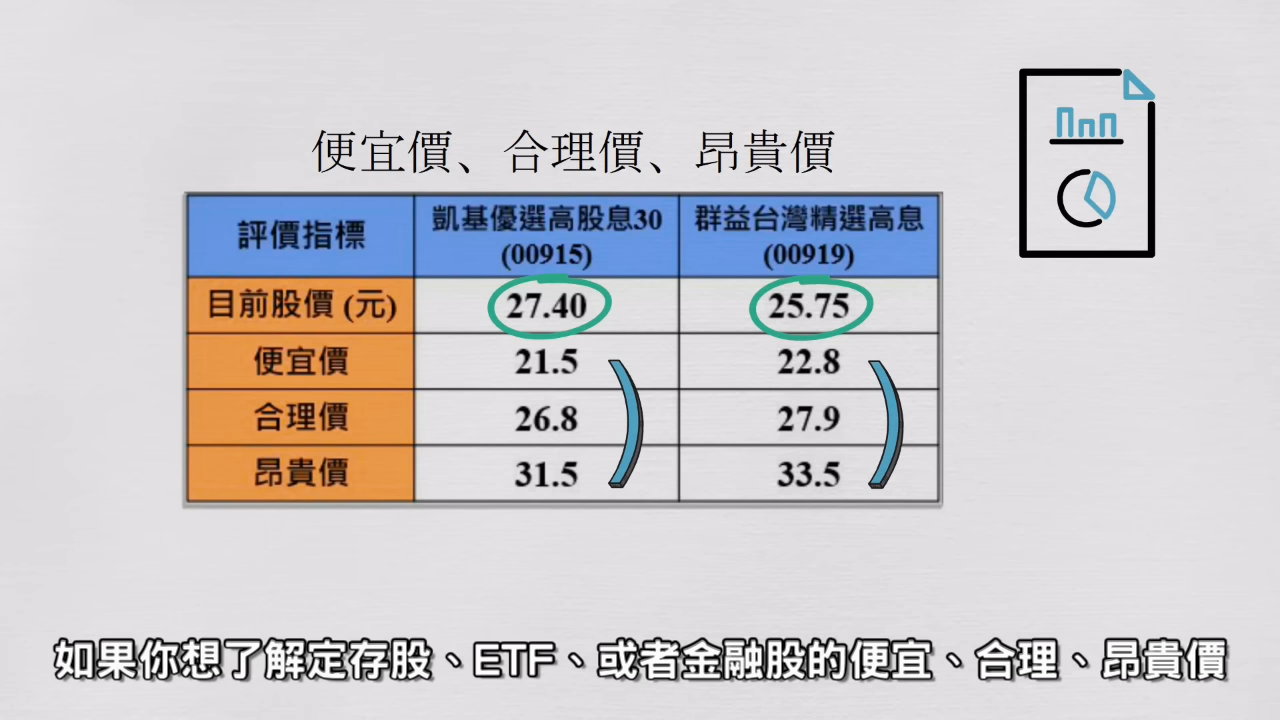 便宜價、合理價、昂貴價
評價指標 凱基優選高股息30 (00915) 群益台灣精選高息 (00919)
目前股價 (元) 27.40 25.75
便宜價 21.5 22.8
合理價 26.8 27.9
昂貴價 31.5 33.5
如果你想了解定存股、ETF、或者金融股的便宜、合理、昂貴價